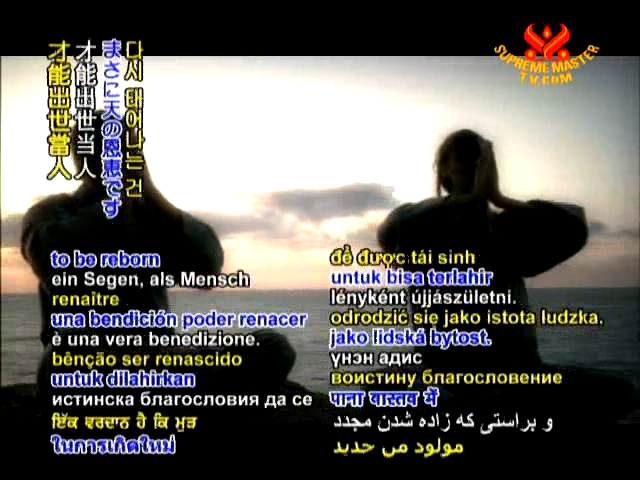 SUPREME MASTER
TV.COM
다시 태어나는 건
まさに天の恩恵です
才能出世当人
才能出世當人
to be reborn
ein Segen, als Mensch
renaître
una bendición poder renacer
è una vera benedizione.
bênção ser renascido
untuk dilahirkan
истинска благословия да се
ਇੱਕ ਵਰਦਾਨ ਹੈ ਕਿ ਮੁੜ
ในการเกิดใหม่
để được tái sinh
untuk bisa terlahir
lényként újjászületni.
odrodzić się jako istota ludzka,
jako lidská bytost.
үнэн адис
воистину благословение
पाना वास्तव में
و براستی که زاده شدن مجدد
مولود من جديد